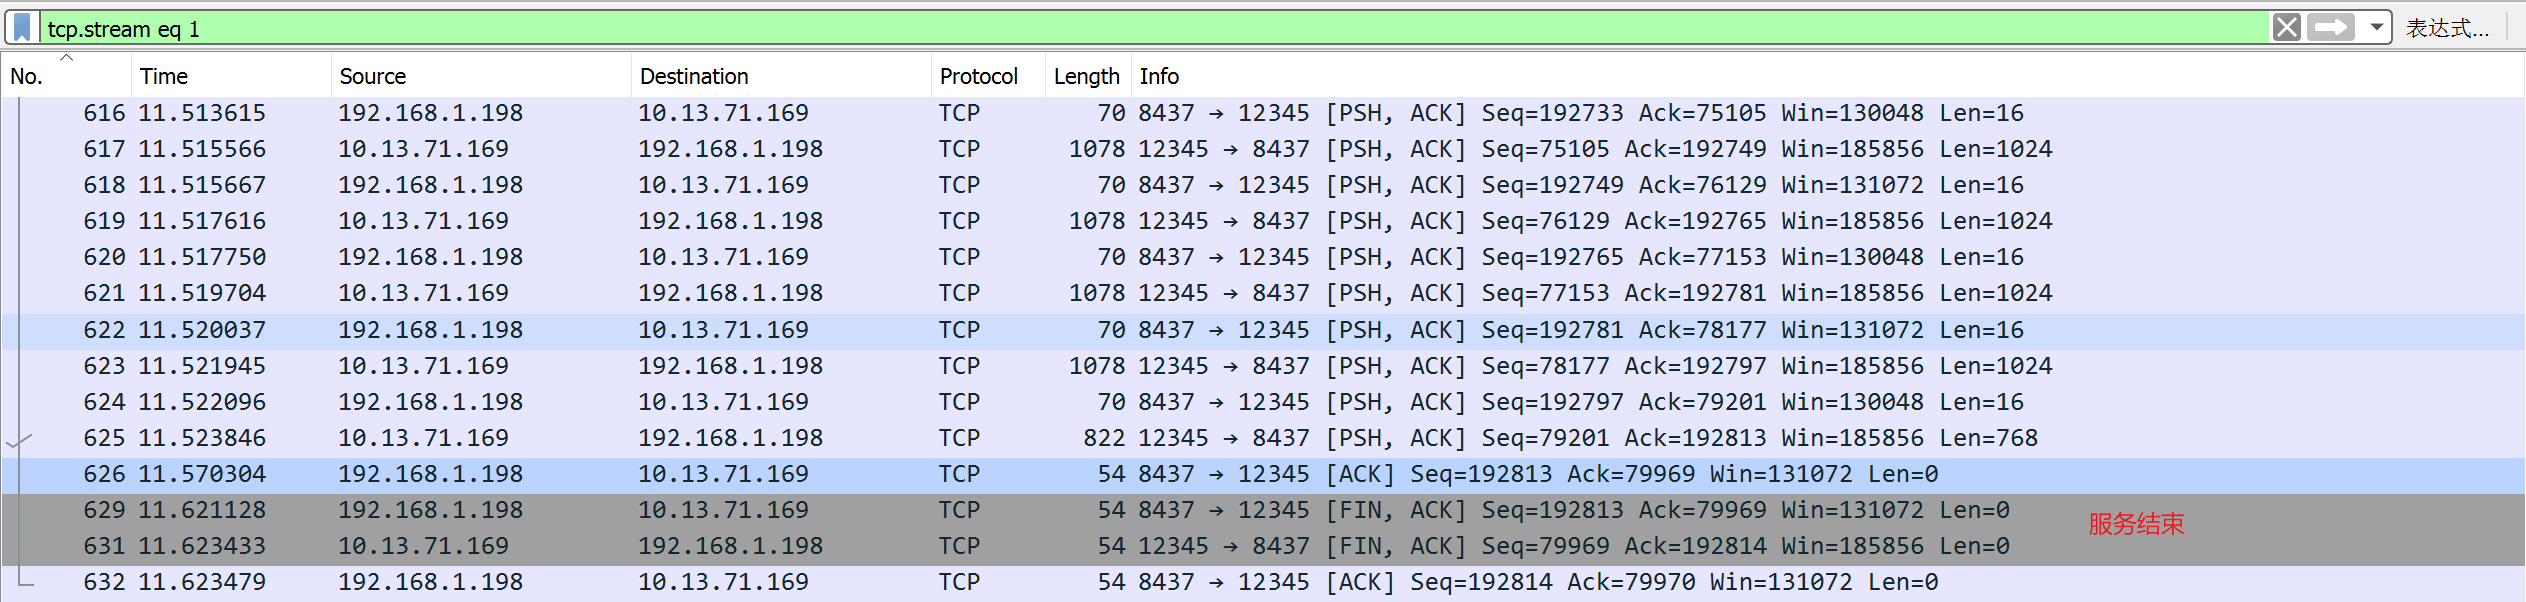 tcp.stream eq 1 表达式...
No. Time Source Destination Protocol Length Info
616 11.513615 192.168.1.198 10.13.71.169 TCP 70 8437 → 12345 [PSH, ACK] Seq=192733 Ack=75105 Win=130048 Len=16
617 11.515566 10.13.71.169 192.168.1.198 TCP 1078 12345 → 8437 [PSH, ACK] Seq=75105 Ack=192749 Win=185856 Len=1024
618 11.515667 192.168.1.198 10.13.71.169 TCP 70 8437 → 12345 [PSH, ACK] Seq=192749 Ack=76129 Win=131072 Len=16
619 11.517616 10.13.71.169 192.168.1.198 TCP 1078 12345 → 8437 [PSH, ACK] Seq=76129 Ack=192765 Win=185856 Len=1024
620 11.517750 192.168.1.198 10.13.71.169 TCP 70 8437 → 12345 [PSH, ACK] Seq=192765 Ack=77153 Win=130048 Len=16
621 11.519704 10.13.71.169 192.168.1.198 TCP 1078 12345 → 8437 [PSH, ACK] Seq=77153 Ack=192781 Win=185856 Len=1024
622 11.520037 192.168.1.198 10.13.71.169 TCP 70 8437 → 12345 [PSH, ACK] Seq=192781 Ack=78177 Win=131072 Len=16
623 11.521945 10.13.71.169 192.168.1.198 TCP 1078 12345 → 8437 [PSH, ACK] Seq=78177 Ack=192797 Win=185856 Len=1024
624 11.522096 192.168.1.198 10.13.71.169 TCP 70 8437 → 12345 [PSH, ACK] Seq=192797 Ack=79201 Win=130048 Len=16
625 11.523846 10.13.71.169 192.168.1.198 TCP 822 12345 → 8437 [PSH, ACK] Seq=79201 Ack=192813 Win=185856 Len=768
626 11.570304 192.168.1.198 10.13.71.169 TCP 54 8437 → 12345 [ACK] Seq=192813 Ack=79969 Win=131072 Len=0
629 11.621128 192.168.1.198 10.13.71.169 TCP 54 8437 → 12345 [FIN, ACK] Seq=192813 Ack=79969 Win=131072 Len=0
服务结束
631 11.623433 10.13.71.169 192.168.1.198 TCP 54 12345 → 8437 [FIN, ACK] Seq=79969 Ack=192814 Win=185856 Len=0
632 11.623479 192.168.1.198 10.13.71.169 TCP 54 8437 → 12345 [ACK] Seq=192814 Ack=79970 Win=131072 Len=0